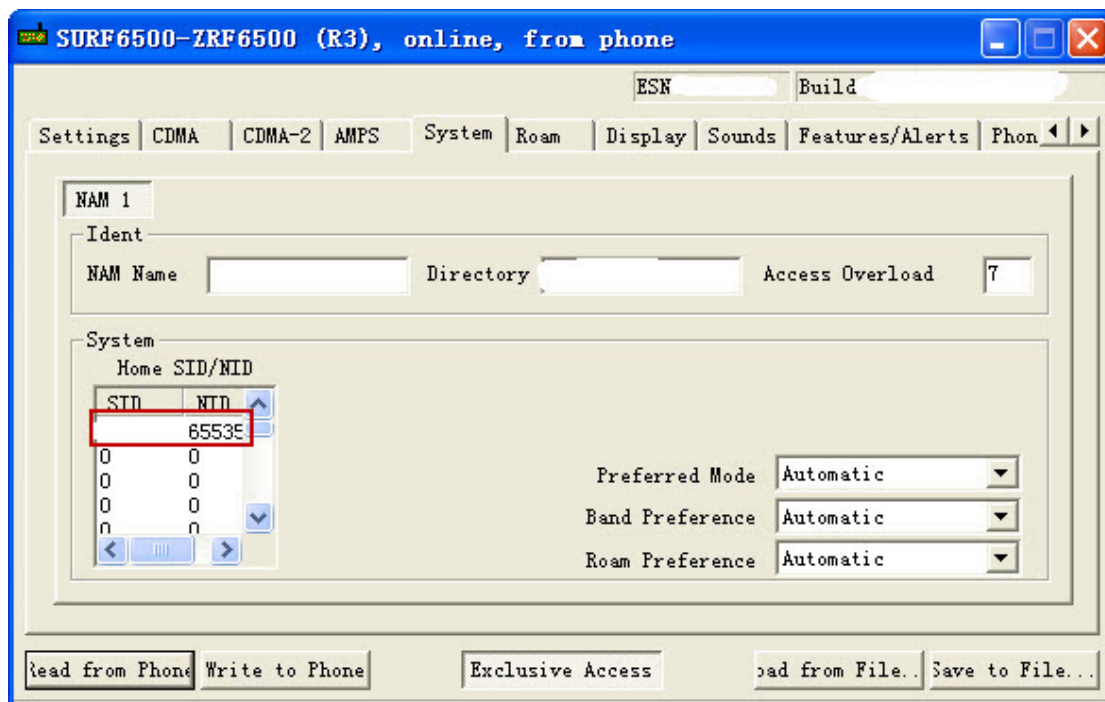 SURF6500-ZRF6500 (R3), online, from phone
ESN Build
Settings CDMA CDMA-2 AMPS System Roam Display Sounds Features/Alerts Phon
NAM 1
Ident
NAM Name Directory Access Overload 7
System
Home SID/NID
SID NID
65535
0 0
0 0
0 0
0 0
Preferred Mode Automatic
Band Preference Automatic
Roam Preference Automatic
Read from Phone Write to Phone Exclusive Access oad from File.. Save to File...